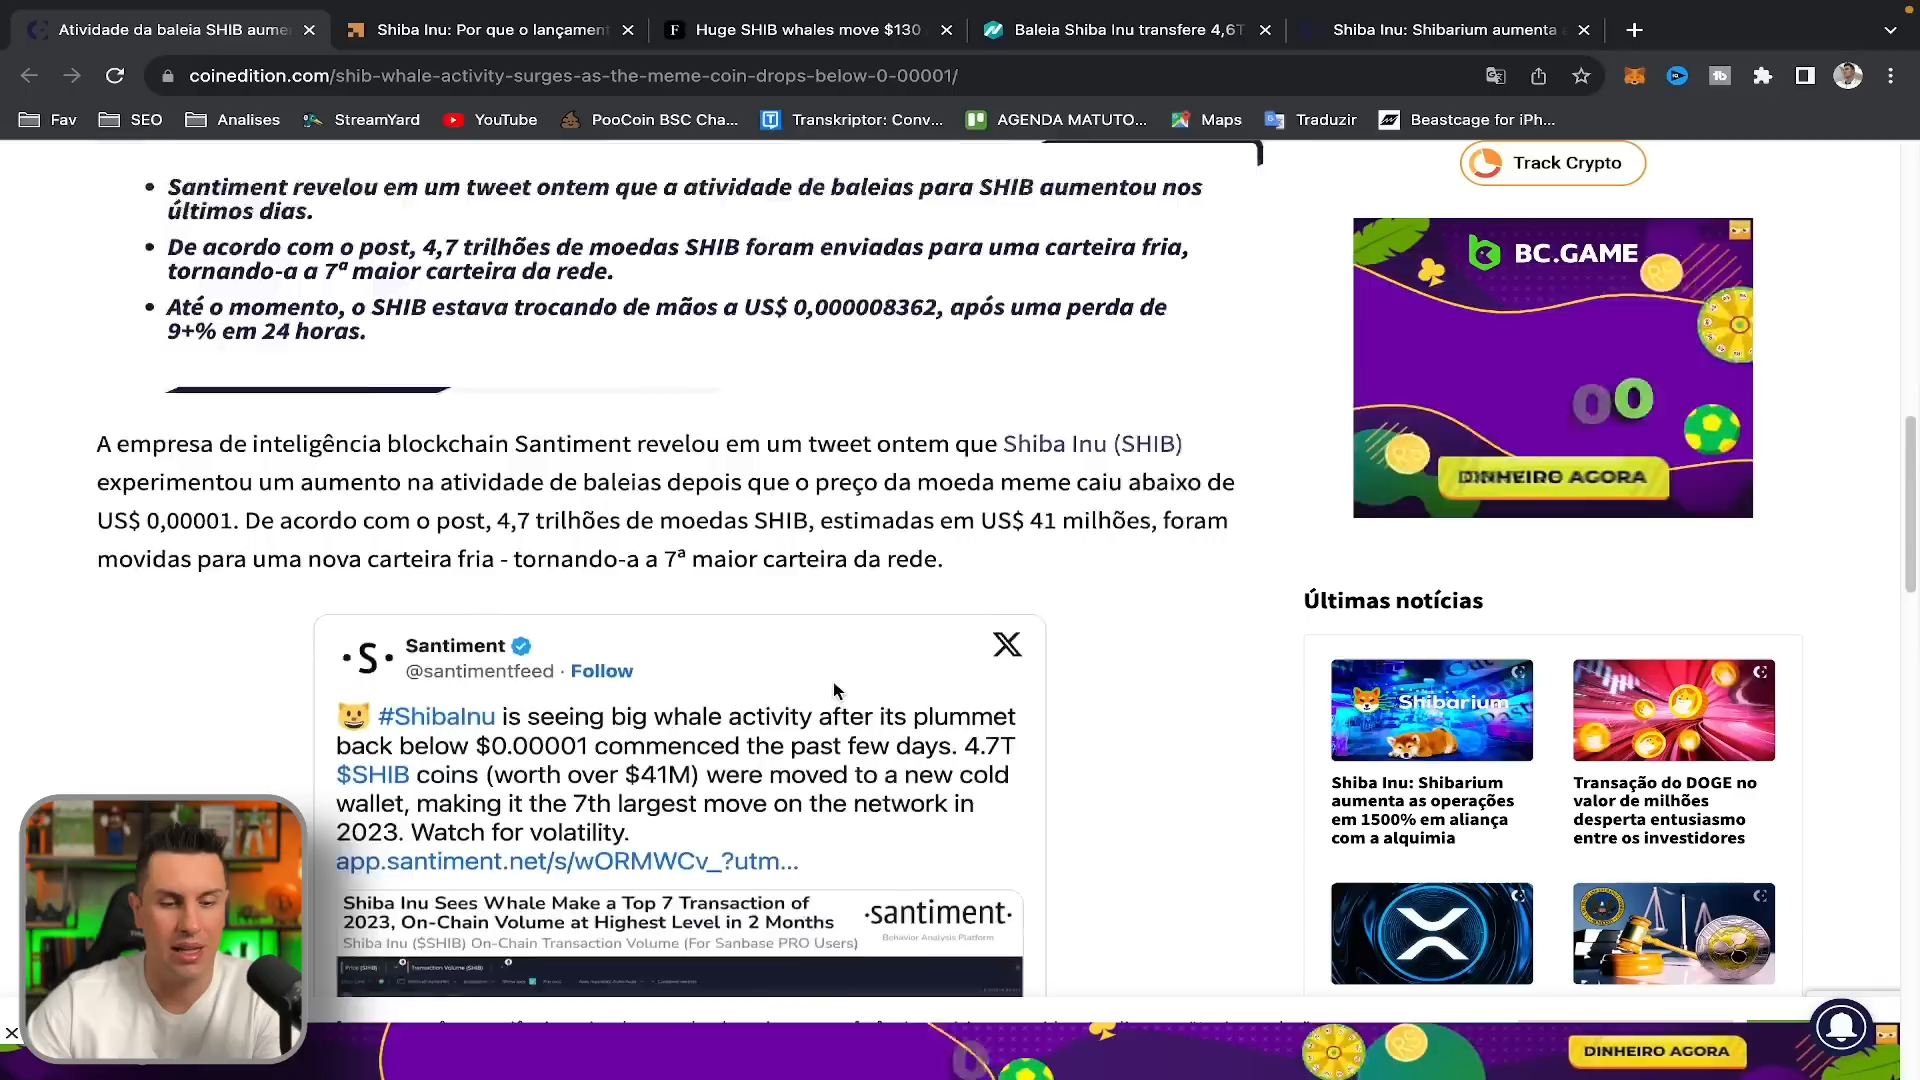 Atividade da baleia SHIB aume
Shiba Inu: Por que o lançament
Huge SHIB whales move $130
Baleia Shiba Inu transfere 4,6T
Shiba Inu: Shibarium aumenta a
coinedition.com/shib-whale-activity-surges-as-the-meme-coin-drops-below-0-00001/
Fav
SEO
Analises
StreamYard
YouTube
PooCoin BSC Cha...
Transkriptor: Conv...
AGENDA MATUTO...
Maps
Traduzir
Beastcage for iPh...
Track Crypto
• Santiment revelou em um tweet ontem que a atividade de baleias para SHIB aumentou nos
últimos dias.
• De acordo com o post, 4,7 trilhões de moedas SHIB foram enviadas para uma carteira fria,
tornando-a a 7ª maior carteira da rede.
• Até o momento, o SHIB estava trocando de mãos a US$ 0,000008362, após uma perda de
9+% em 24 horas.
BC.GAME
DINHEIRO AGORA
A empresa de inteligência blockchain Santiment revelou em um tweet ontem que Shiba Inu (SHIB)
experimentou um aumento na atividade de baleias depois que o preço da moeda meme caiu abaixo de
US$ 0,00001. De acordo com o post, 4,7 trilhões de moedas SHIB, estimadas em US$ 41 milhões, foram
movidas para uma nova carteira fria - tornando-a a 7ª maior carteira da rede.
·S·
Santiment
@santimentfeed · Follow
#ShibaInu is seeing big whale activity after its plummet
back below $0.00001 commenced the past few days. 4.7T
$SHIB coins (worth over $41M) were moved to a new cold
wallet, making it the 7th largest move on the network in
2023. Watch for volatility.
app.santiment.net/s/wORMWCv_?utm...
Shiba Inu Sees Whale Make a Top 7 Transaction of
2023, On-Chain Volume at Highest Level in 2 Months
Shiba Inu ($SHIB) On-Chain Transaction Volume (For Sanbase PRO Users)
·santiment·
Behavior Analysis Platform
Price (SHIB)
Transaction Volume (SHIB)
Últimas notícias
Shibarium
Shiba Inu: Shibarium
aumenta as operações
em 1500% em aliança
com a alquimia
Transação do DOGE no
valor de milhões
desperta entusiasmo
entre os investidores
DINHEIRO AGORA